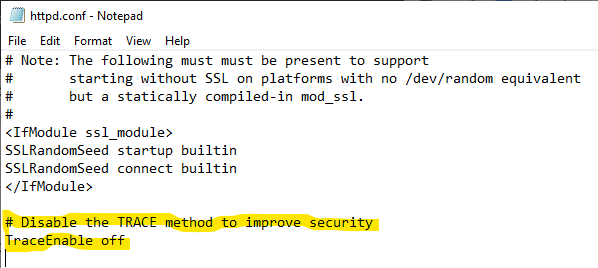 httpd.conf - Notepad
File Edit Format View Help
# Note: The following must must be present to support
#       starting without SSL on platforms with no /dev/random equivalent
#       but a statically compiled-in mod_ssl.
#
<IfModule ssl_module>
SSLRandomSeed startup builtin
SSLRandomSeed connect builtin
</IfModule>

# Disable the TRACE method to improve security
TraceEnable off